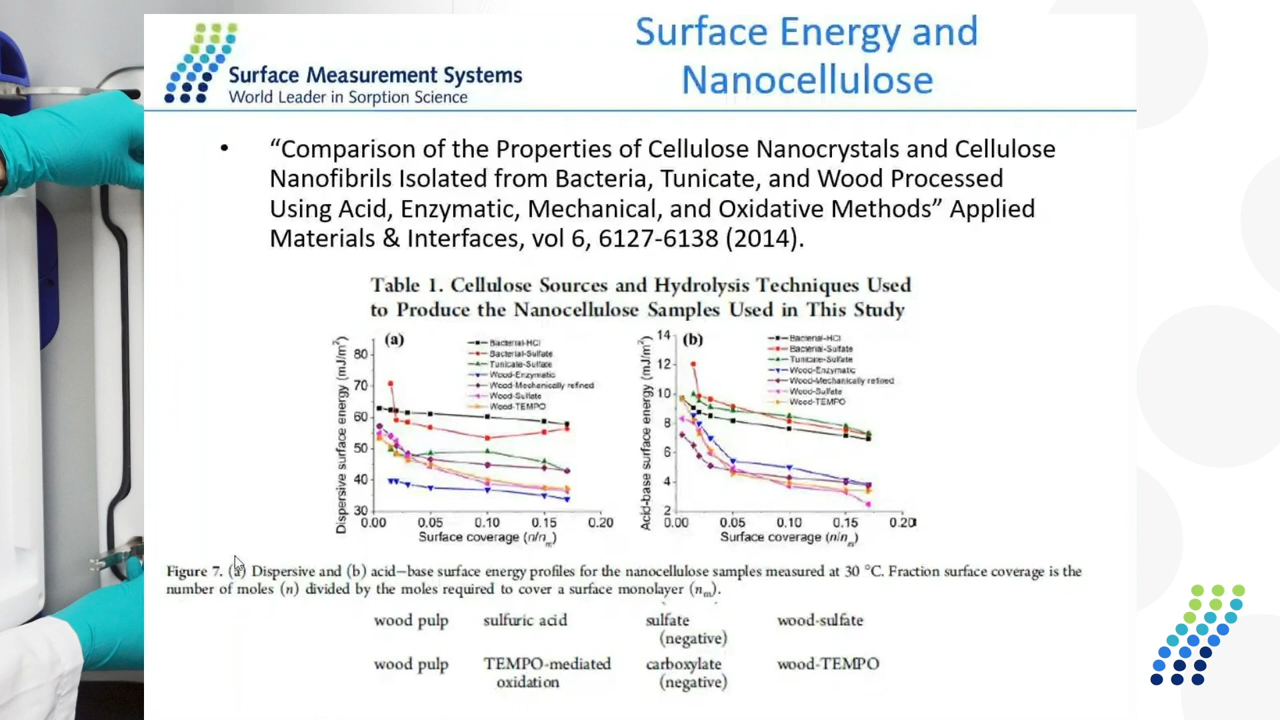 Surface Energy and
Nanocellulose
Surface Measurement Systems
World Leader in Sorption Science
• “Comparison of the Properties of Cellulose Nanocrystals and Cellulose
Nanofibrils Isolated from Bacteria, Tunicate, and Wood Processed
Using Acid, Enzymatic, Mechanical, and Oxidative Methods” Applied
Materials & Interfaces, vol 6, 6127-6138 (2014).
Table 1. Cellulose Sources and Hydrolysis Techniques Used
to Produce the Nanocellulose Samples Used in This Study
(a)
Dispersive surface energy (mJ/m²)
80
70
60
50
40
30
0.00 0.05 0.10 0.15 0.20
Surface coverage (n/nₘ)
Bacterial-HCl
Bacterial-Sulfate
Tunicate-Sulfate
Wood-Enzymatic
Wood-Mechanically refined
Wood-Sulfate
Wood-TEMPO
(b)
Acid-base surface energy (mJ/m²)
14
12
10
8
6
4
2
0.00 0.05 0.10 0.15 0.20
Surface coverage (n/nₘ)
Bacterial-HCl
Bacterial-Sulfate
Tunicate-Sulfate
Wood-Enzymatic
Wood-Mechanically refined
Wood-Sulfate
Wood-TEMPO
Figure 7. (a) Dispersive and (b) acid−base surface energy profiles for the nanocellulose samples measured at 30 °C. Fraction surface coverage is the
number of moles (n) divided by the moles required to cover a surface monolayer (nₘ).
wood pulp sulfuric acid sulfate wood-sulfate
(negative)
wood pulp TEMPO-mediated carboxylate wood-TEMPO
oxidation (negative)